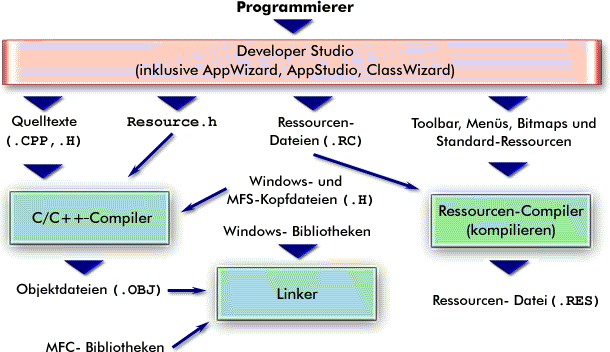 Programmierer
Developer Studio
(inklusive AppWizard, AppStudio, ClassWizard)
Quelltexte
(.CPP,.H)
Resource.h
Ressourcen-
Dateien (.RC)
Toolbar, Menüs, Bitmaps und
Standard-Ressourcen
Windows- und
MFS-Kopfdateien (.H)
C/C++-Compiler
Ressourcen-Compiler
(kompilieren)
Windows- Bibliotheken
Objektdateien (.OBJ)
Linker
Ressourcen- Datei (.RES)
MFC- Bibliotheken